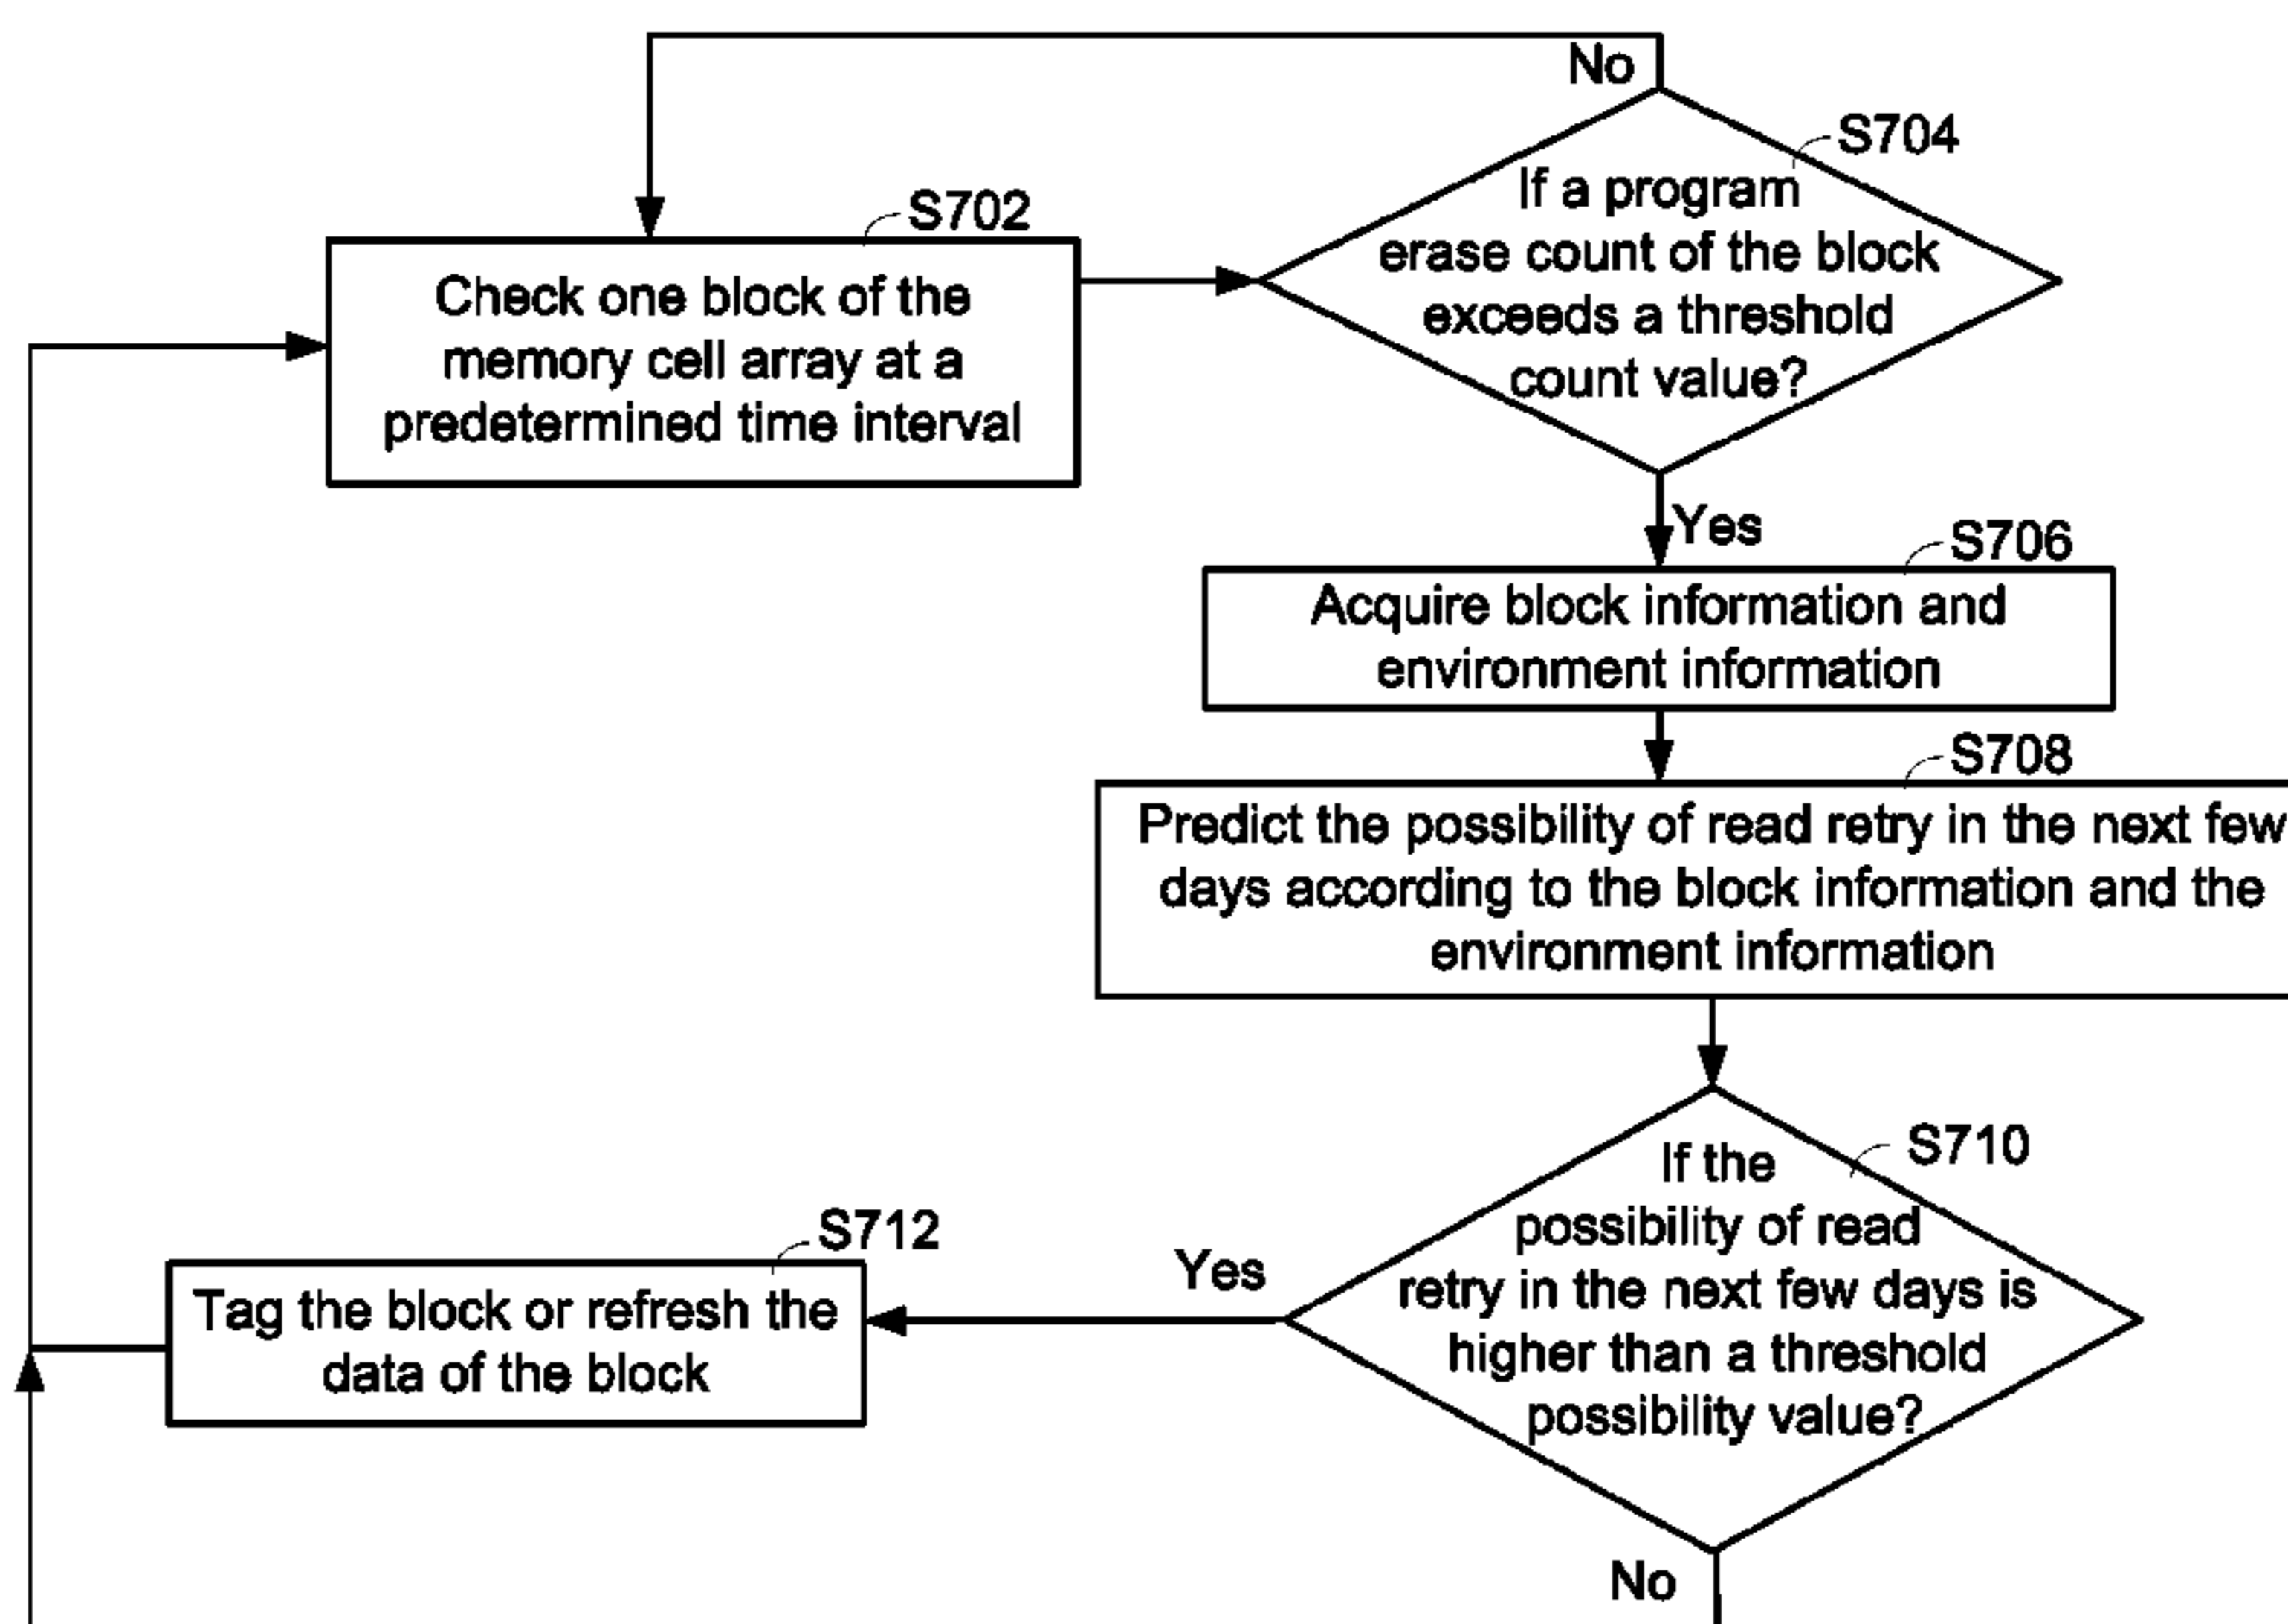 No
S704
If a program
erase count of the block
exceeds a threshold
count value?
S702
Check one block of the
memory cell array at a
predetermined time interval
Yes
S706
Acquire block information and
environment information
S708
Predict the possibility of read retry in the next few
days according to the block information and the
environment information
S710
If the
possibility of read
retry in the next few days is
higher than a threshold
possibility value?
Yes
S712
Tag the block or refresh the
data of the block
No